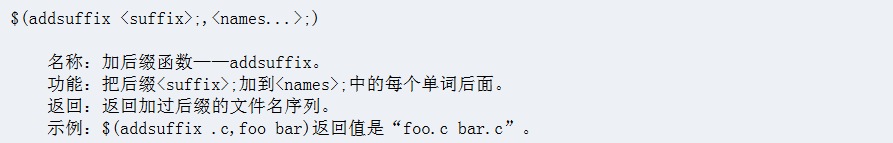 $(addsuffix <suffix>;,<names...>;)
名称：加后缀函数——addsuffix。
功能：把后缀<suffix>;加到<names>;中的每个单词后面。
返回：返回加过后缀的文件名序列。
示例：$(addsuffix .c,foo bar)返回值是“foo.c bar.c”。